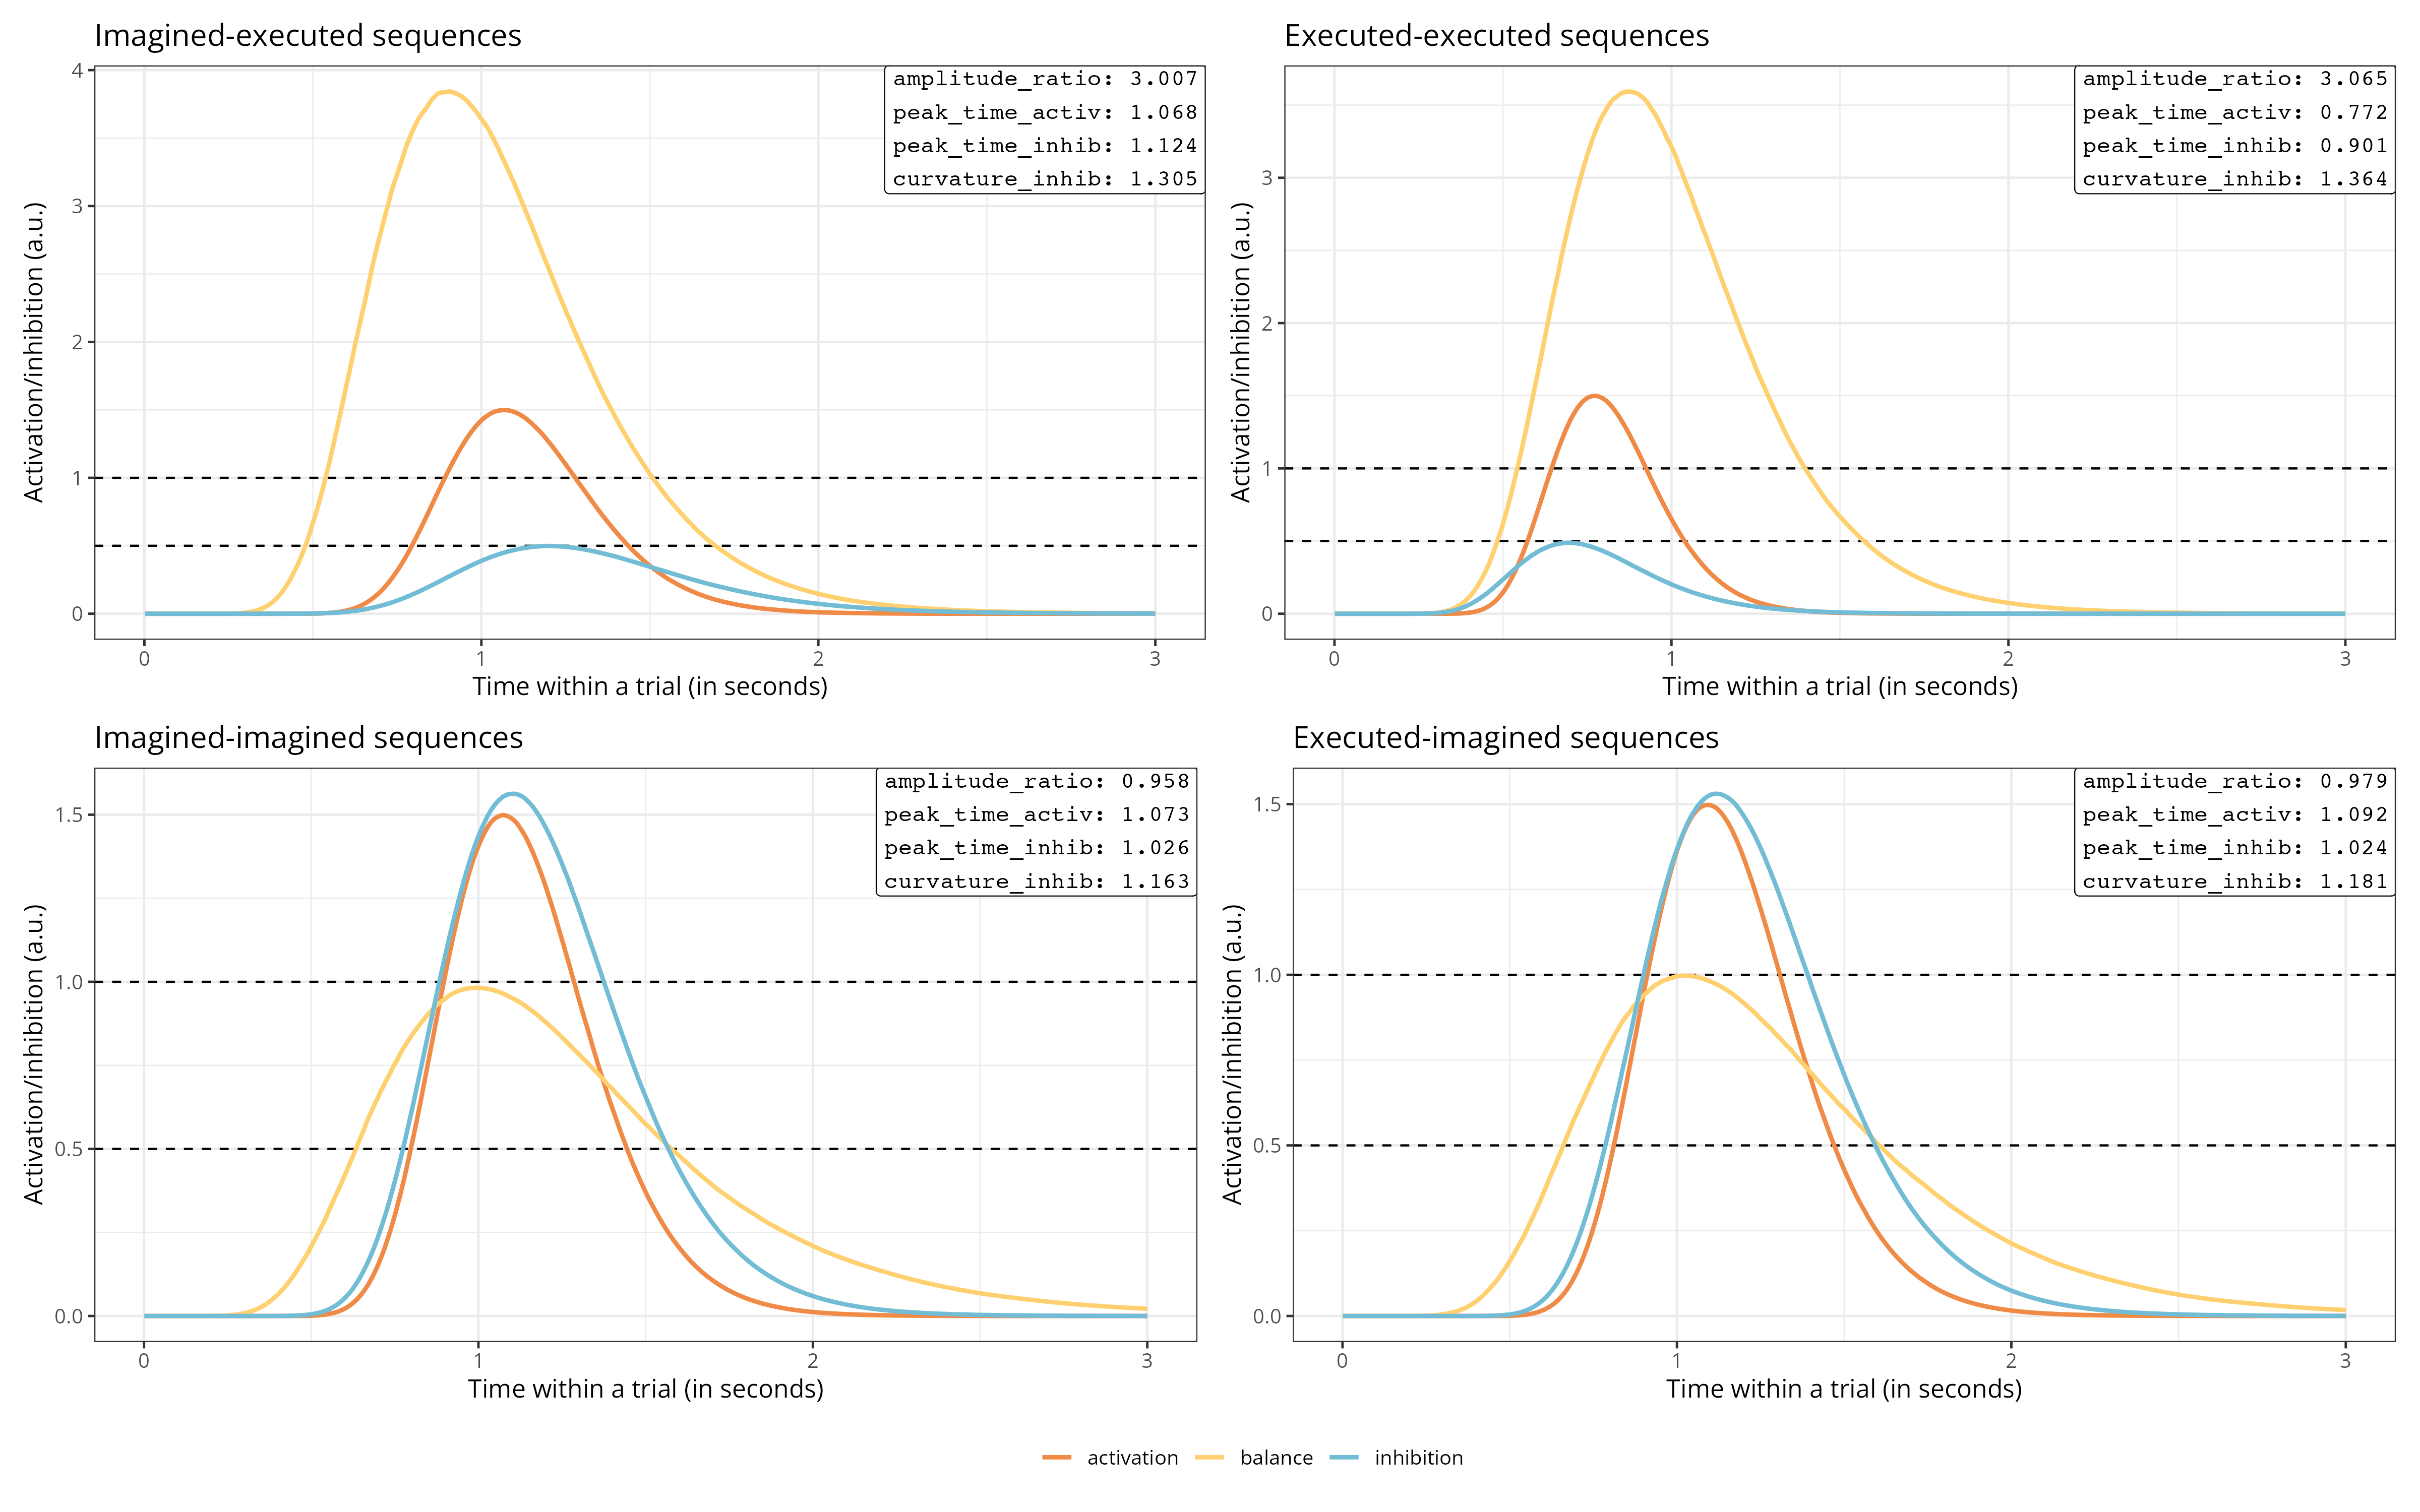 Imagined-executed sequences
Activation/inhibition (a.u.)
4
3
2
1
0
amplitude_ratio: 3.007
peak_time_activ: 1.068
peak_time_inhib: 1.124
curvature_inhib: 1.305
0 1 2 3
Time within a trial (in seconds)
Executed-executed sequences
Activation/inhibition (a.u.)
3
2
1
0
amplitude_ratio: 3.065
peak_time_activ: 0.772
peak_time_inhib: 0.901
curvature_inhib: 1.364
0 1 2 3
Time within a trial (in seconds)
Imagined-imagined sequences
Activation/inhibition (a.u.)
1.5
1.0
0.5
0.0
amplitude_ratio: 0.958
peak_time_activ: 1.073
peak_time_inhib: 1.026
curvature_inhib: 1.163
0 1 2 3
Time within a trial (in seconds)
Executed-imagined sequences
Activation/inhibition (a.u.)
1.5
1.0
0.5
0.0
amplitude_ratio: 0.979
peak_time_activ: 1.092
peak_time_inhib: 1.024
curvature_inhib: 1.181
0 1 2 3
Time within a trial (in seconds)
activation balance inhibition